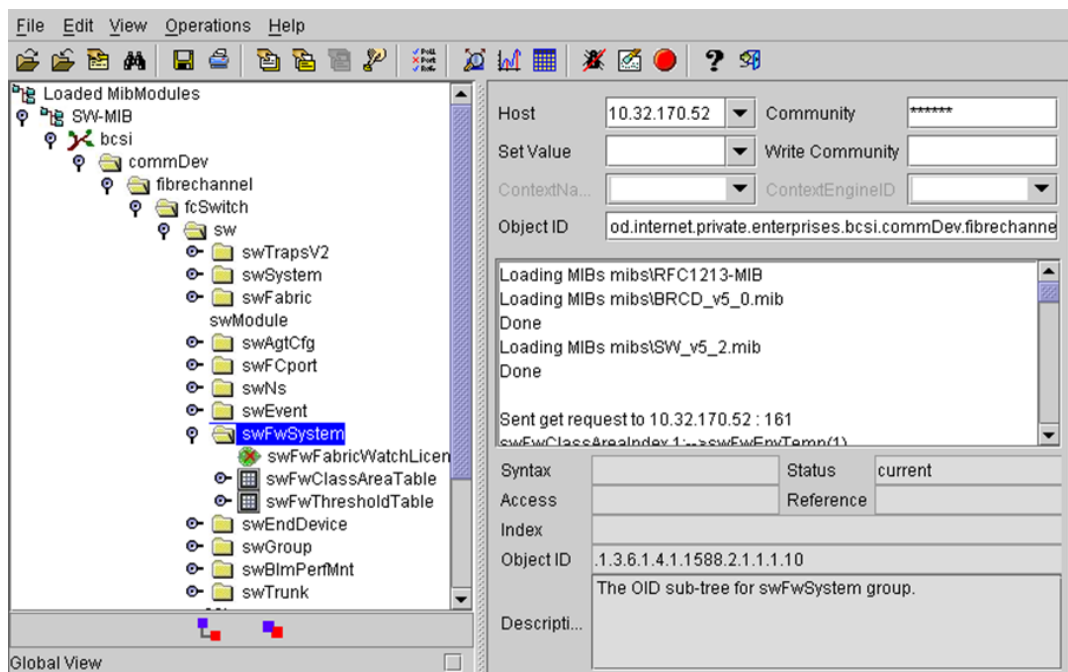 File Edit View Operations Help
Loaded MibModules
SW-MIB
bcsi
commDev
fibrechannel
fcSwitch
sw
swTrapsV2
swSystem
swFabric
swModule
swAgtCfg
swFCport
swNs
swEvent
swFwSystem
swFwFabricWatchLicen
swFwClassAreaTable
swFwThresholdTable
swEndDevice
swGroup
swBlmPerfMnt
swTrunk
Global View
Host 10.32.170.52 Community ******
Set Value Write Community
ContextNa... ContextEngineID
Object ID od.internet.private.enterprises.bcsi.commDev.fibrechanne
Loading MIBs mibs\RFC1213-MIB
Loading MIBs mibs\BRCD_v5_0.mib
Done
Loading MIBs mibs\SW_v5_2.mib
Done
Sent get request to 10.32.170.52 : 161
swFwClassAreaIndex.1:-->swFwEnvTemp(1)
Syntax Status current
Access Reference
Index
Object ID .1.3.6.1.4.1.1588.2.1.1.1.10
Descripti... The OID sub-tree for swFwSystem group.